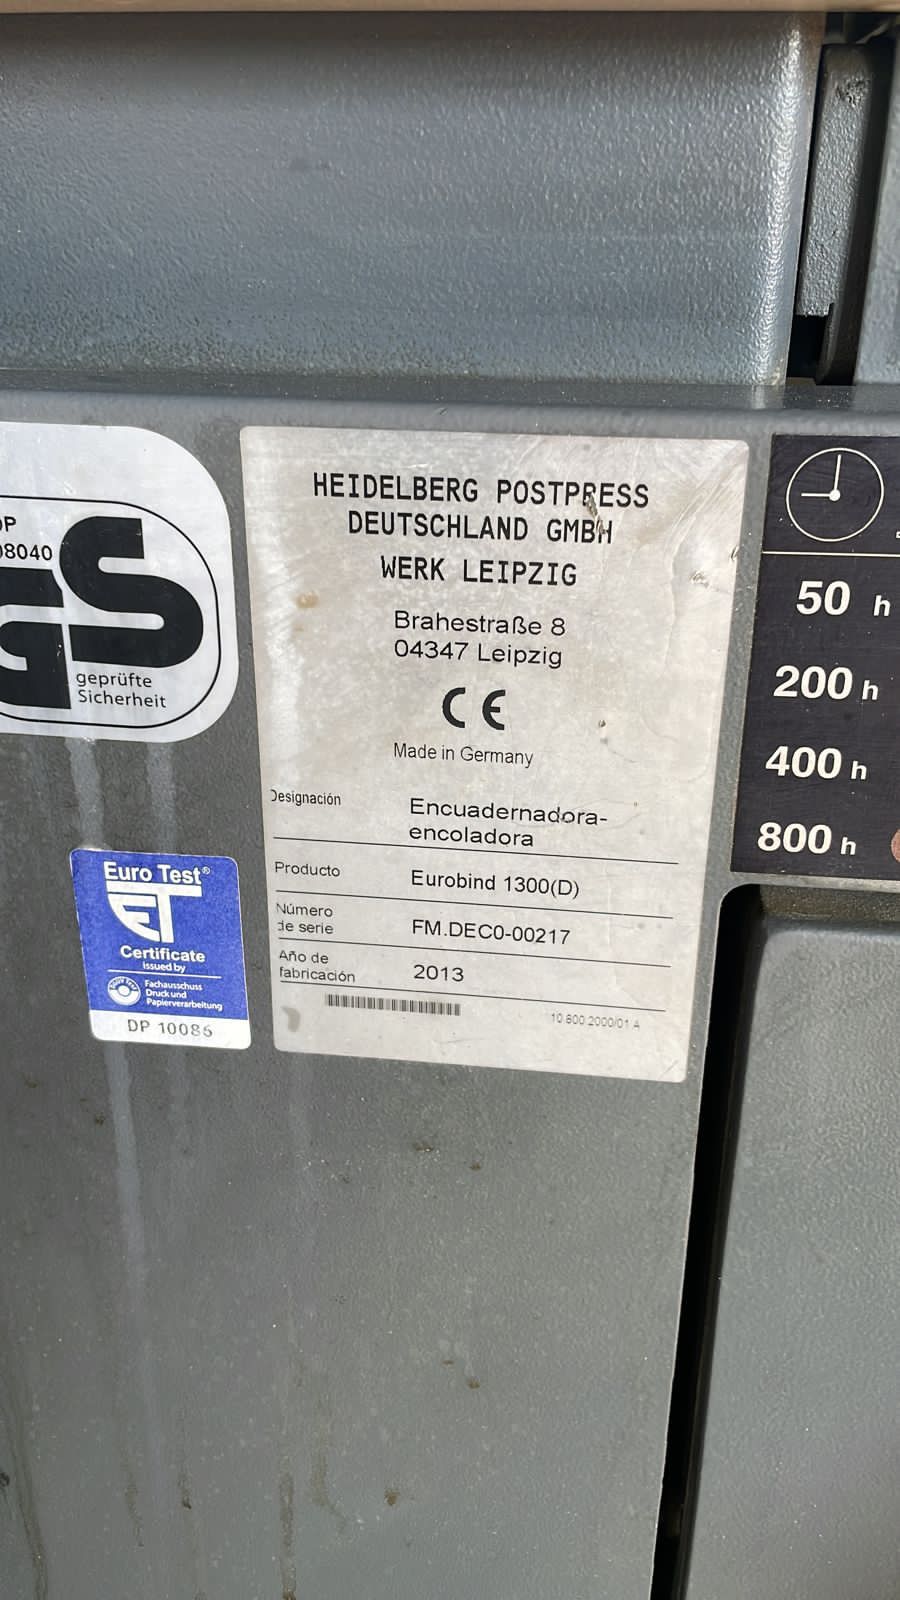 HEIDELBERG POSTPRESS
DEUTSCHLAND GMBH
WERK LEIPZIG
Brahestraße 8
04347 Leipzig
CE
Made in Germany
Designación Encuadernadora-
encoladora
Producto Eurobind 1300(D)
Número
de serie FM.DEC0-00217
Año de
fabricación 2013
10.800.2000/01 A
08040
GS
geprüfte
Sicherheit
Euro Test®
ET
Certificate
issued by
Fachausschuss
Druck und
Papierverarbeitung
DP 10085
50 h
200 h
400 h
800 h